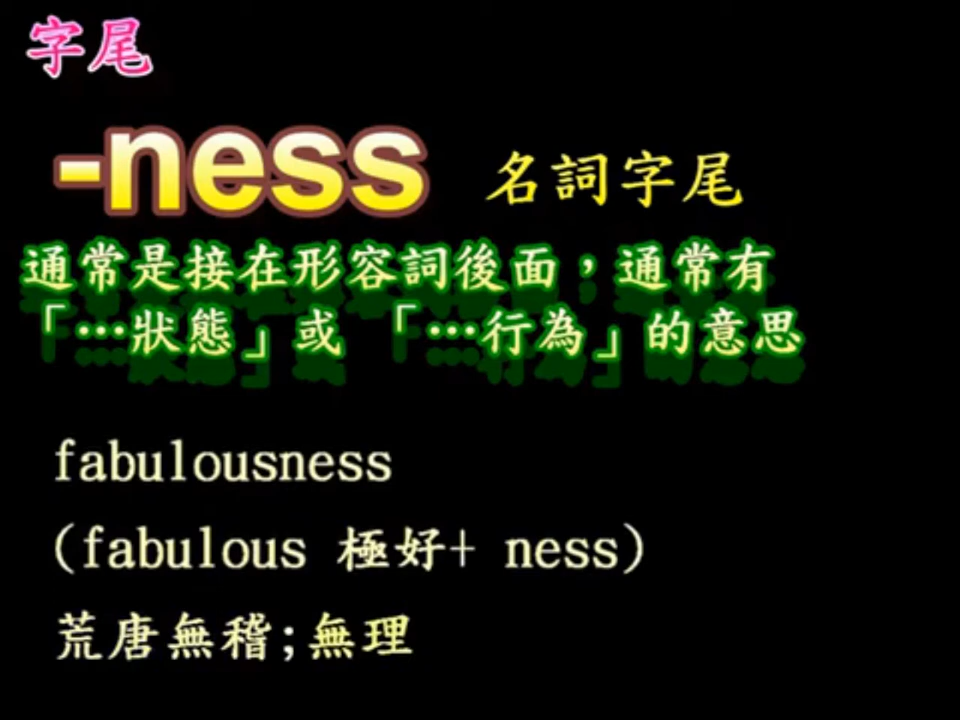 字尾
-ness 名詞字尾
通常是接在形容詞後面，通常有
「…狀態」或 「…行為」的意思
fabulousness
(fabulous 極好+ ness)
荒唐無稽;無理